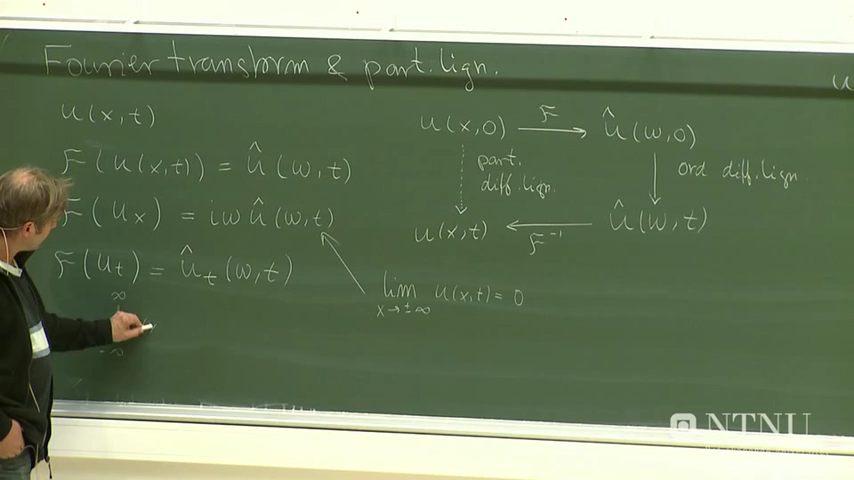 Fourier transform & part. lign.
u(x,t)
F(u(x,t)) = û(w,t)
F(u_x) = iw û(w,t)
F(u_t) = û_t(w,t)
∞
-∞
u(x,0) F→ û(w,0)
part. diff. lign.
ord diff. lign.
u(x,t) ←F⁻¹ û(w,t)
lim x→±∞ u(x,t) = 0
u
NTNU